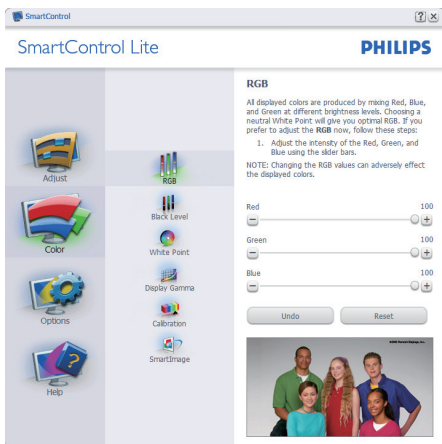 SmartControl
?
SmartControl Lite
PHILIPS
Adjust
Color
Options
Help
RGB
Black Level
White Point
Display Gamma
Calibration
SmartImage
RGB
All displayed colors are produced by mixing Red, Blue,
and Green at different brightness levels. Choosing a
neutral White Point will give you optimal RGB. If you
prefer to adjust the RGB now, follow these steps:
1. Adjust the intensity of the Red, Green, and
Blue using the slider bars.
NOTE: Changing the RGB values can adversely effect
the displayed colors.
Red 100
Green 100
Blue 100
Undo Reset